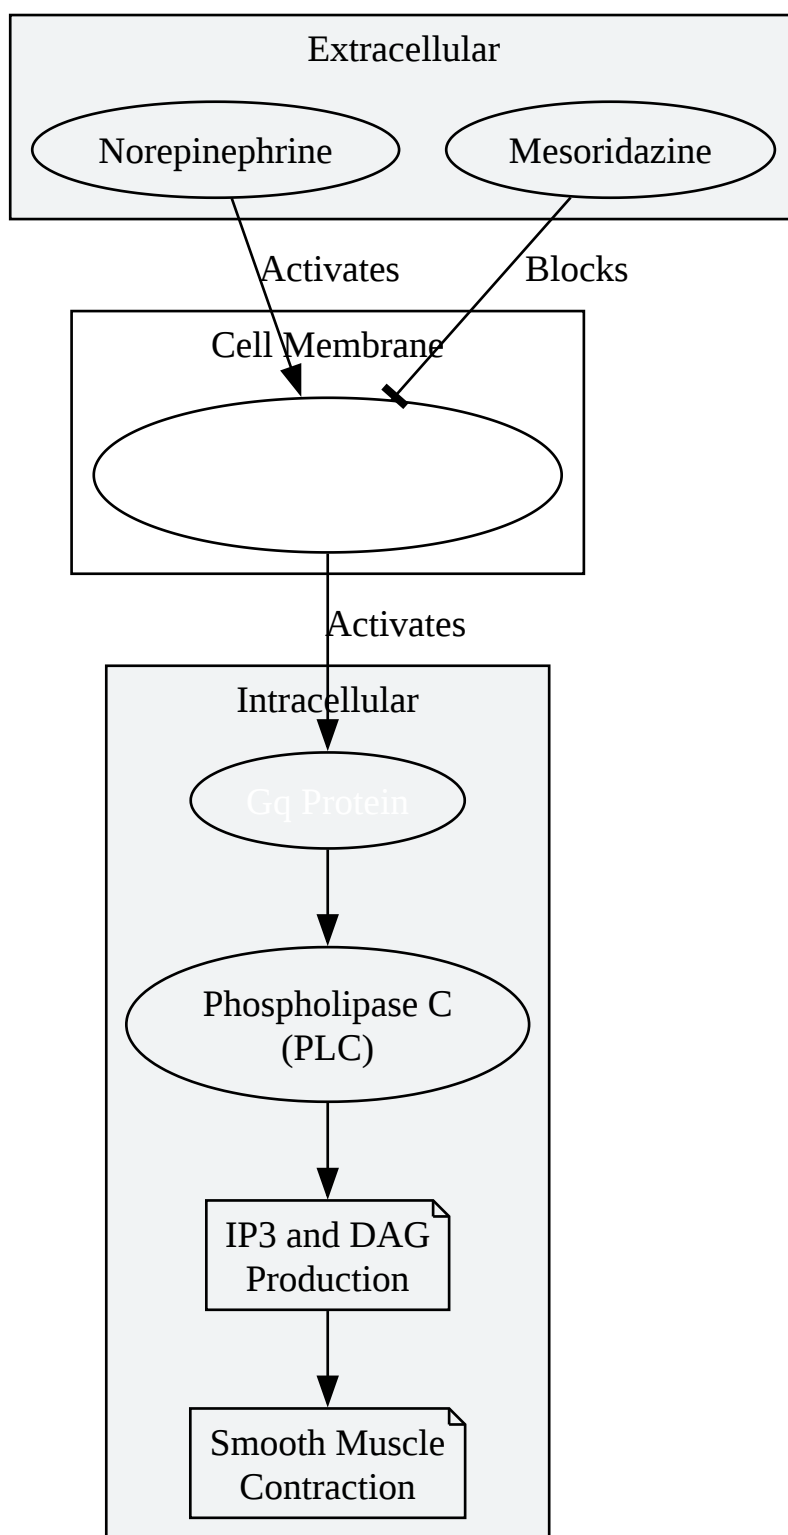 Extracellular
Norepinephrine
Mesoridazine
Activates
Blocks
Cell Membrane
Activates
Intracellular
Gq Protein
Phospholipase C
(PLC)
IP3 and DAG
Production
Smooth Muscle
Contraction